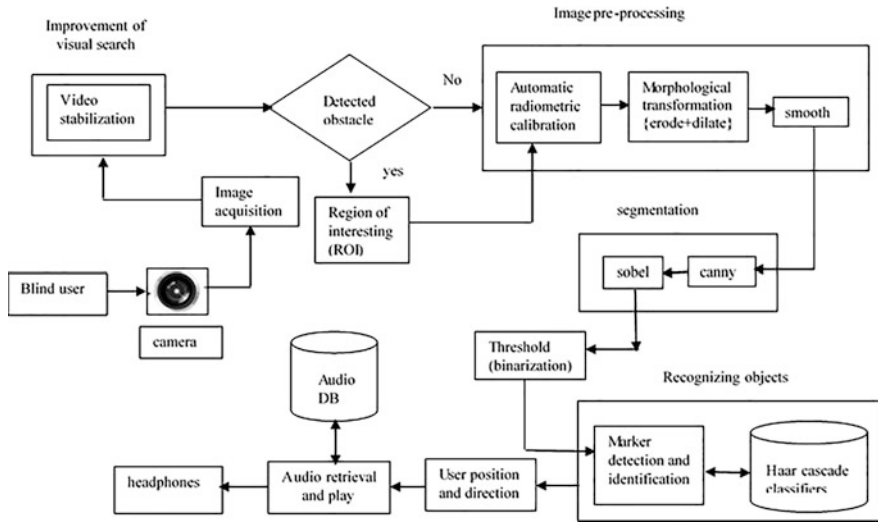 Image pre-processing
Improvement of
visual search
Video
stabilization
Detected
obstacle
No
yes
Automatic
radiometric
calibration
Morphological
transformation
{erode+dilate}
smooth
Image
acquisition
Region of
interesting
(ROI)
segmentation
sobel
canny
Blind user
camera
Threshold
(binarization)
Audio
DB
Recognizing objects
Marker
detection and
identification
Haar cascade
classifiers
User position
and direction
Audio retrieval
and play
headphones